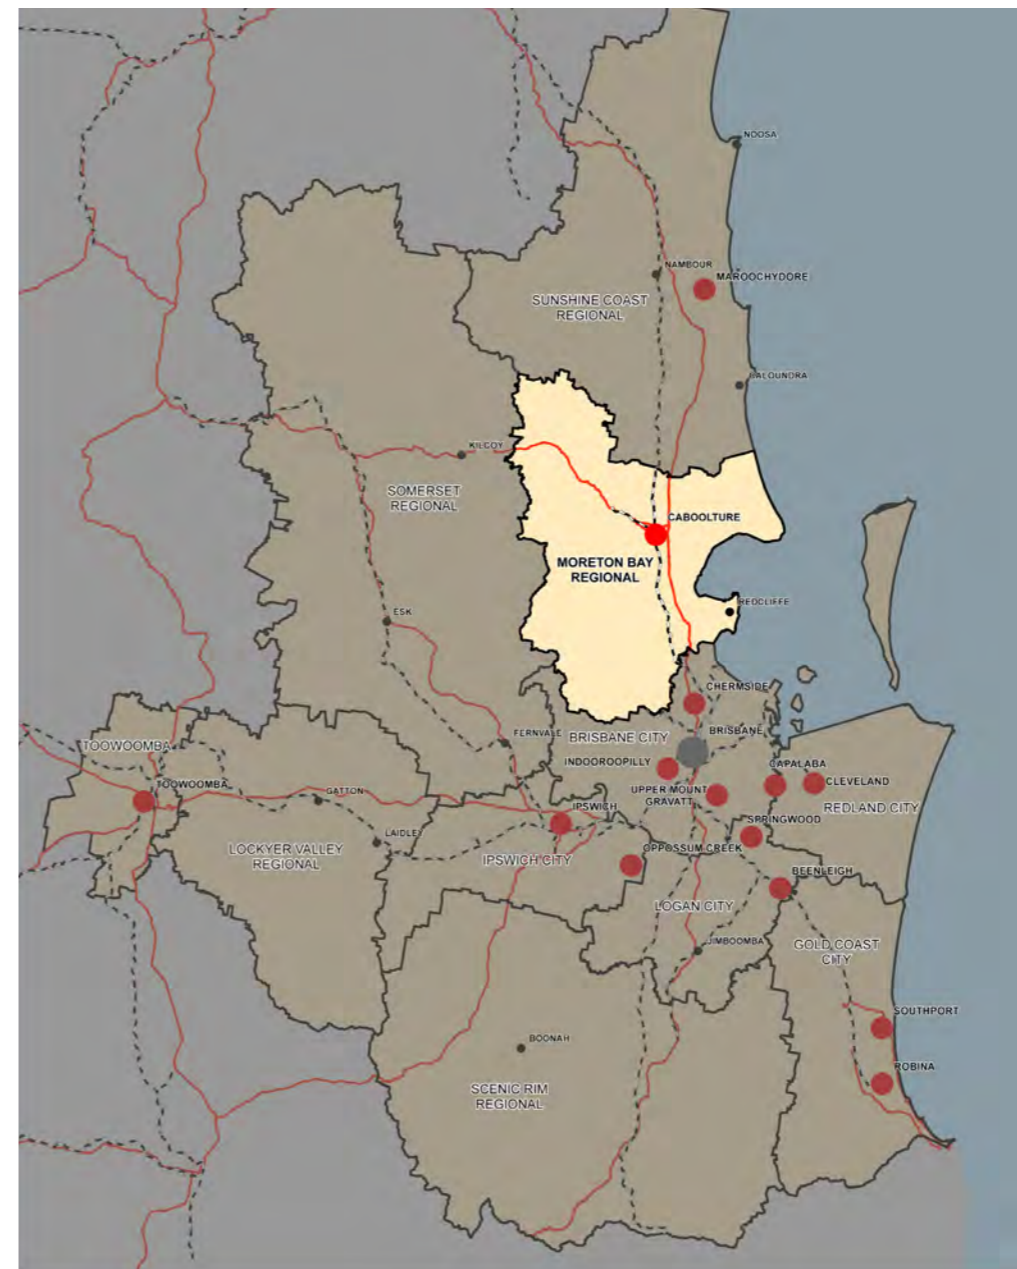 NOOSA
NAMBOUR
MAROOCHYDORE
SUNSHINE COAST
REGIONAL
CALOUNDRA
KILCOY
SOMERSET
REGIONAL
CABOOLTURE
MORETON BAY
REGIONAL
REDCLIFFE
ESK
CHERMSIDE
FERNVALE
BRISBANE CITY
BRISBANE
TOOWOOMBA
INDOOROOPILLY
CAPALABA
CLEVELAND
TOOWOOMBA
GATTON
UPPER MOUNT
GRAVATT
REDLAND CITY
IPSWICH
SPRINGWOOD
LAIDLEY
LOCKYER VALLEY
REGIONAL
IPSWICH CITY
OPPOSSUM CREEK
BEENLEIGH
LOGAN CITY
JIMBOOMBA
GOLD COAST
CITY
SOUTHPORT
BOONAH
ROBINA
SCENIC RIM
REGIONAL